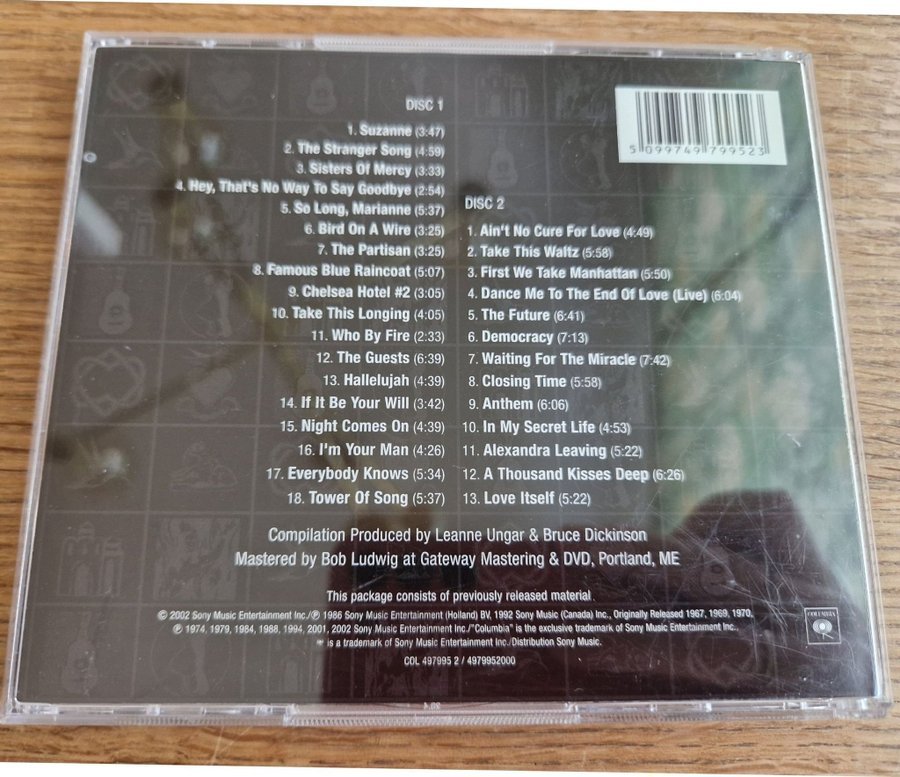 DISC 1
1. Suzanne (3:47)
2. The Stranger Song (4:59)
3. Sisters Of Mercy (3:33)
4. Hey, That's No Way To Say Goodbye (2:54)
5. So Long, Marianne (5:37)
6. Bird On A Wire (3:25)
7. The Partisan (3:25)
8. Famous Blue Raincoat (5:07)
9. Chelsea Hotel #2 (3:05)
10. Take This Longing (4:05)
11. Who By Fire (2:33)
12. The Guests (6:39)
13. Hallelujah (4:39)
14. If It Be Your Will (3:42)
15. Night Comes On (4:39)
16. I'm Your Man (4:26)
17. Everybody Knows (5:34)
18. Tower Of Song (5:37)
5 099749 799523
DISC 2
1. Ain't No Cure For Love (4:49)
2. Take This Waltz (5:58)
3. First We Take Manhattan (5:50)
4. Dance Me To The End Of Love (Live) (6:04)
5. The Future (6:41)
6. Democracy (7:13)
7. Waiting For The Miracle (7:42)
8. Closing Time (5:58)
9. Anthem (6:06)
10. In My Secret Life (4:53)
11. Alexandra Leaving (5:22)
12. A Thousand Kisses Deep (6:26)
13. Love Itself (5:22)
Compilation Produced by Leanne Ungar & Bruce Dickinson
Mastered by Bob Ludwig at Gateway Mastering & DVD, Portland, ME
This package consists of previously released material
© 2002 Sony Music Entertainment Inc./℗ 1986 Sony Music Entertainment (Holland) BV, 1992 Sony Music (Canada) Inc., Originally Released 1967, 1969, 1970,
℗ 1974, 1979, 1984, 1988, 1994, 2001, 2002 Sony Music Entertainment Inc./"Columbia" is the exclusive trademark of Sony Music Entertainment Inc.,
is a trademark of Sony Music Entertainment Inc./Distribution Sony Music.
COL 497995 2 / 4979952000
COLUMBIA